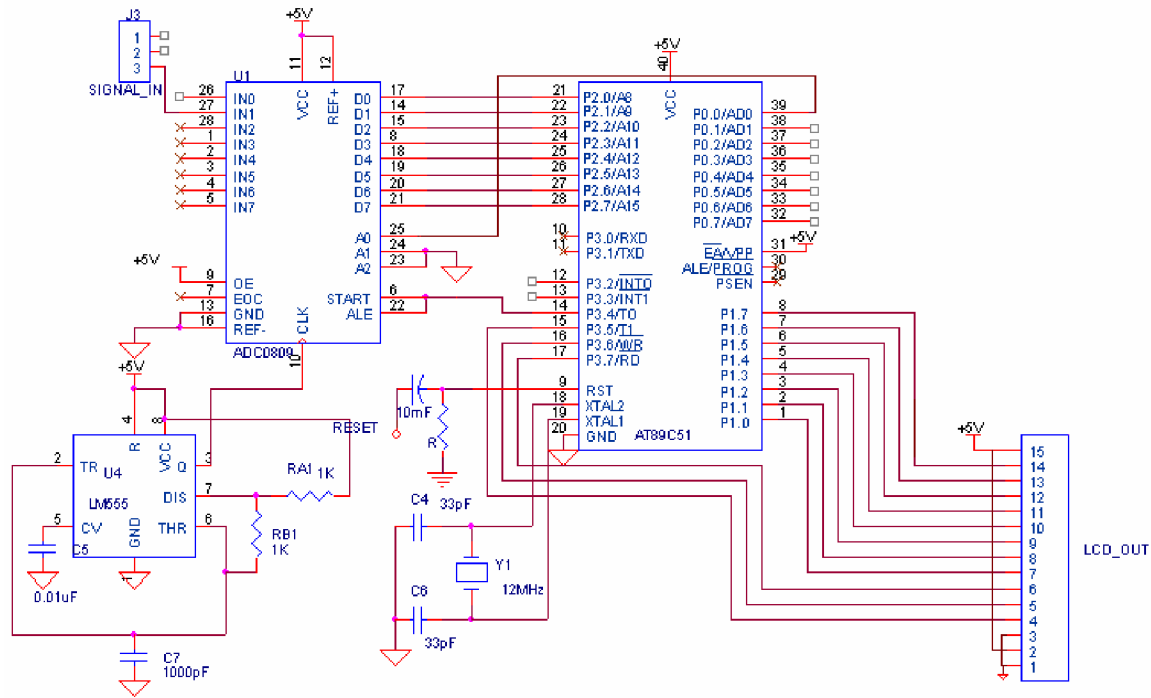 J3
1
2
3
SIGNAL_IN
+5V
11
12
U1
VCC
REF+
26 IN0
27 IN1
28 IN2
1 IN3
2 IN4
3 IN5
4 IN6
5 IN7
D0 17
D1 14
D2 15
D3 8
D4 18
D5 19
D6 20
D7 21
A0 25
A1 24
A2 23
+5V
9 OE
7 EOC
13 GND
16 REF-
START 6
ALE 22
CLK
10
ADC0809
+5V
40
VCC
21 P2.0/A8
22 P2.1/A9
23 P2.2/A10
24 P2.3/A11
25 P2.4/A12
26 P2.5/A13
27 P2.6/A14
28 P2.7/A15
10 P3.0/RXD
11 P3.1/TXD
12 P3.2/INT0
13 P3.3/INT1
14 P3.4/T0
15 P3.5/T1
16 P3.6/WR
17 P3.7/RD
9 RST
18 XTAL2
19 XTAL1
20 GND
AT89C51
P0.0/AD0 39
P0.1/AD1 38
P0.2/AD2 37
P0.3/AD3 36
P0.4/AD4 35
P0.5/AD5 34
P0.6/AD6 33
P0.7/AD7 32
EA/VPP 31
+5V
ALE/PROG 30
PSEN 29
P1.7 8
P1.6 7
P1.5 6
P1.4 5
P1.3 4
P1.2 3
P1.1 2
P1.0 1
+5V
4
8
R
VCC
2 TR
U4
Q 3
LM555
DIS 7
5 CV
GND
THR 6
1
C5
0.01uF
RA1 1K
RB1
1K
C7
1000pF
10mF
RESET
R
C4
33pF
Y1
12MHz
C6
33pF
+5V
15
14
13
12
11
10
9
8
7
6
5
4
3
2
1
LCD_OUT